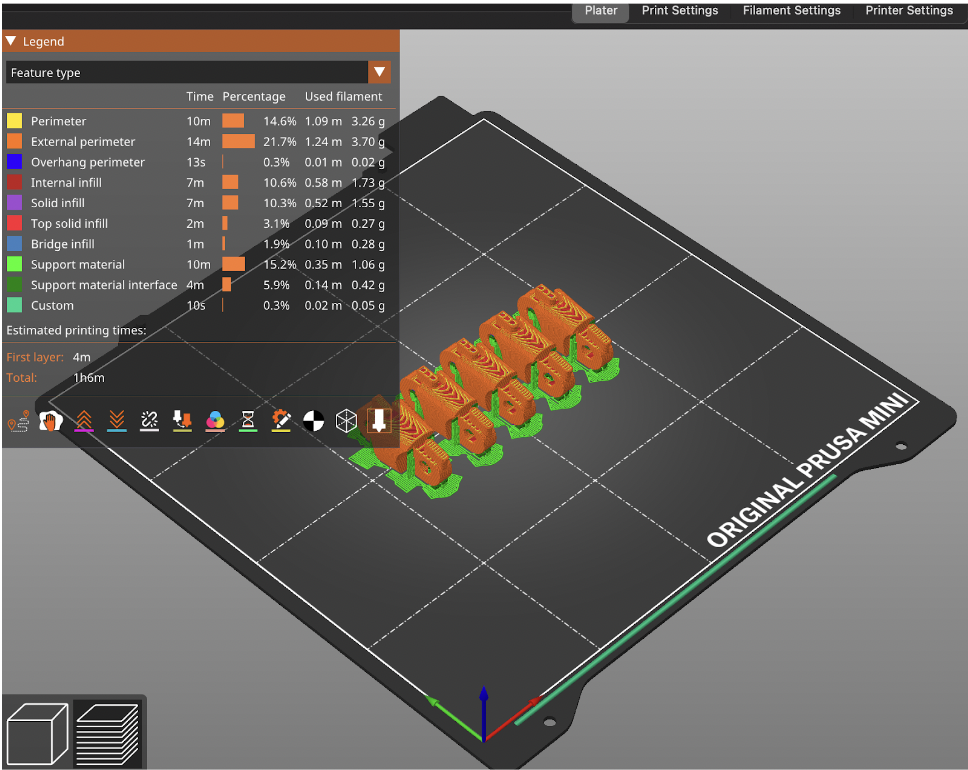 Plater Print Settings Filament Settings Printer Settings
Legend
Feature type
Time Percentage Used filament
Perimeter 10m 14.6% 1.09 m 3.26 g
External perimeter 14m 21.7% 1.24 m 3.70 g
Overhang perimeter 13s 0.3% 0.01 m 0.02 g
Internal infill 7m 10.6% 0.58 m 1.73 g
Solid infill 7m 10.3% 0.52 m 1.55 g
Top solid infill 2m 3.1% 0.09 m 0.27 g
Bridge infill 1m 1.9% 0.10 m 0.28 g
Support material 10m 15.2% 0.35 m 1.06 g
Support material interface 4m 5.9% 0.14 m 0.42 g
Custom 10s 0.3% 0.02 m 0.05 g
Estimated printing times:
First layer: 4m
Total: 1h6m
ORIGINAL PRUSA MINI